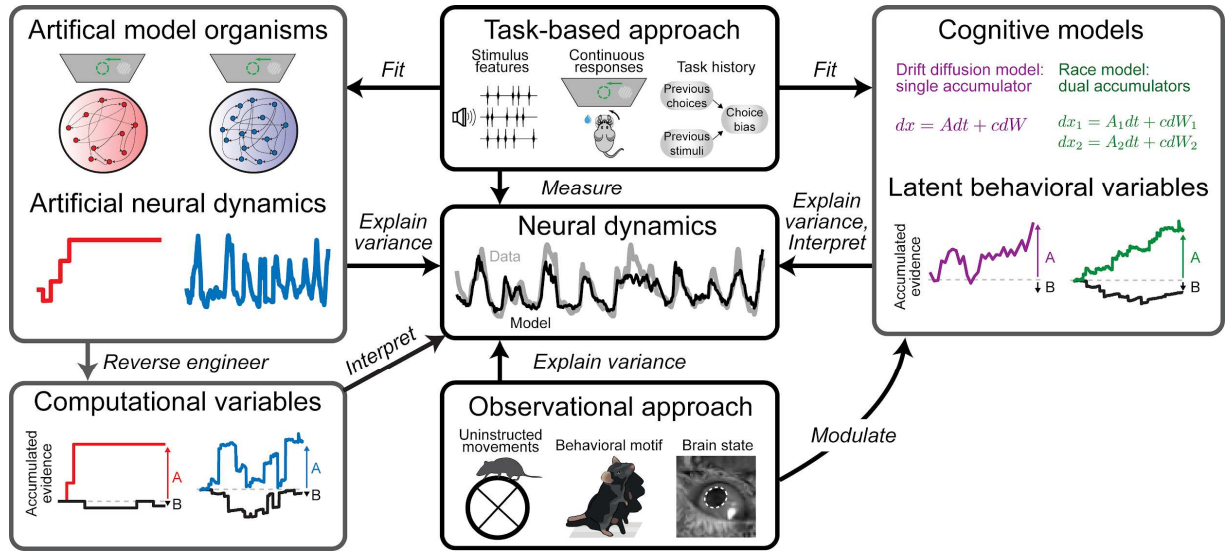 Artifical model organisms
Artificial neural dynamics
Fit
Task-based approach
Stimulus
features
Continuous
responses
Task history
Previous
choices
Choice
bias
Previous
stimuli
Fit
Cognitive models
Drift diffusion model:
single accumulator
dx = Adt + cdW
Race model:
dual accumulators
dx₁ = A₁dt + cdW₁
dx₂ = A₂dt + cdW₂
Latent behavioral variables
Accumulated
evidence
A
B
A
B
Measure
Explain
variance
Neural dynamics
Data
Model
Explain
variance,
Interpret
Reverse engineer
Interpret
Explain variance
Computational variables
Accumulated
evidence
A
B
A
B
Observational approach
Uninstructed
movements
Behavioral motif
Brain state
Modulate